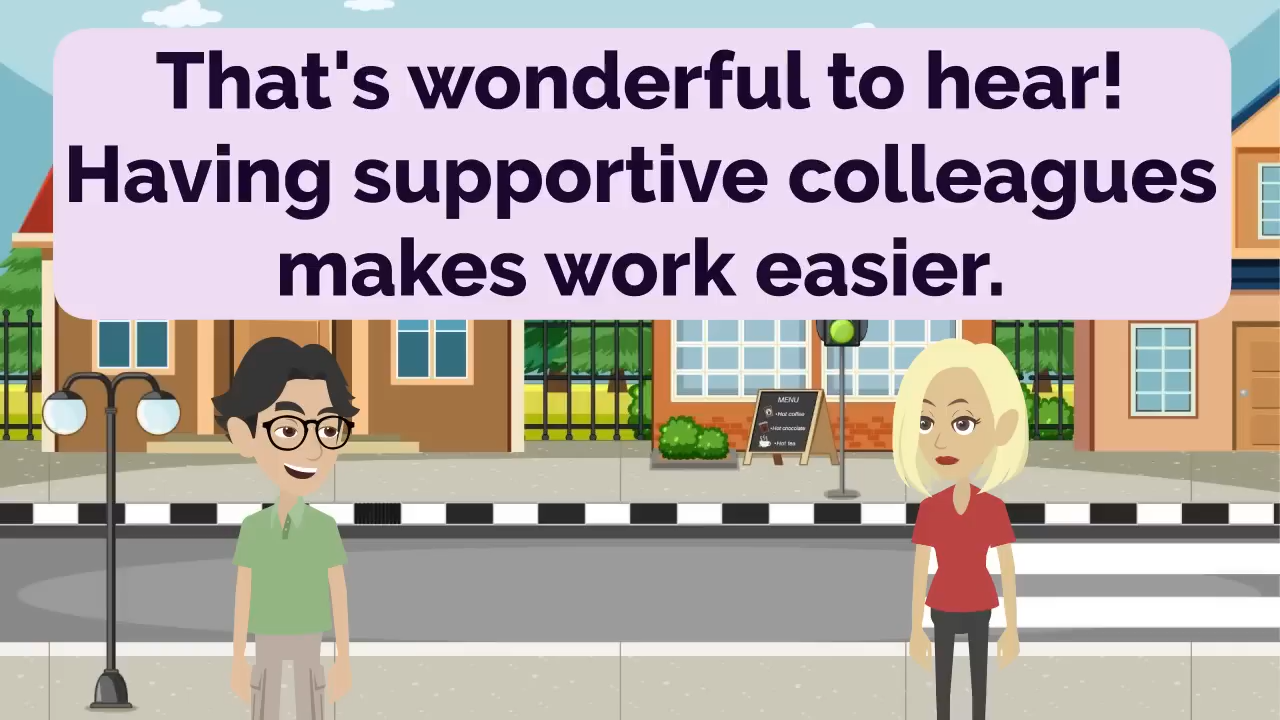 That's wonderful to hear!
Having supportive colleagues
makes work easier.
MENU
•Hot coffee
•Hot chocolate
•Hot tea